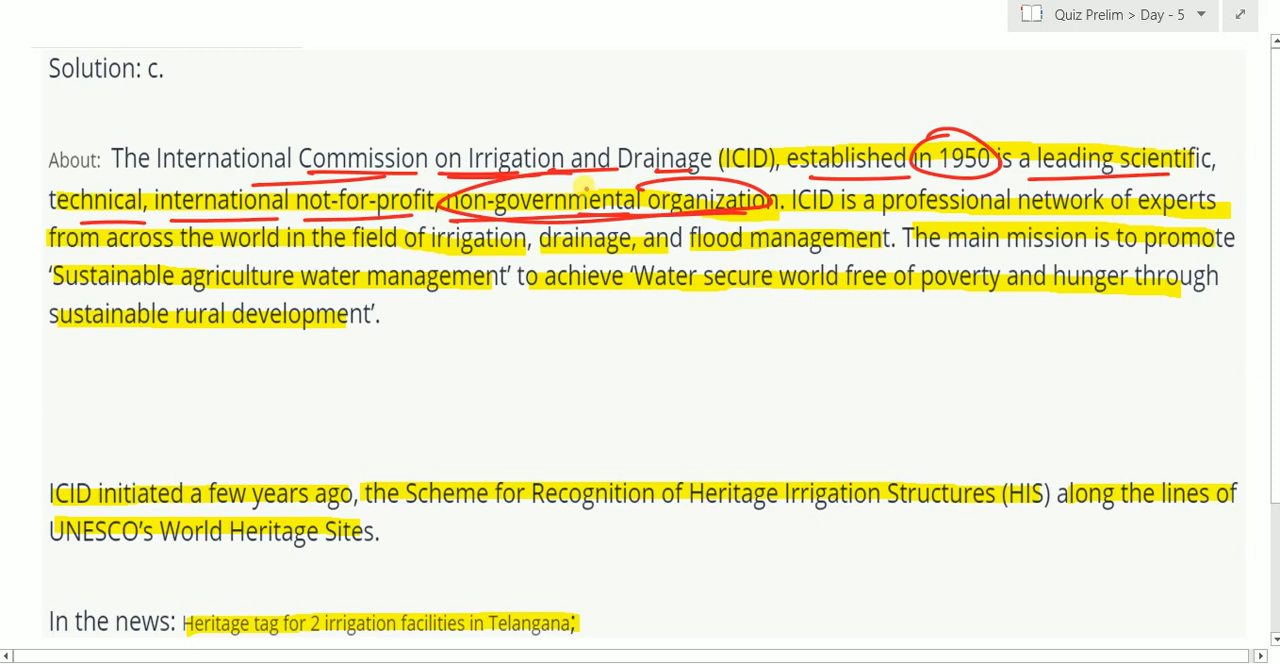 Quiz Prelim > Day - 5
Solution: c.
About: The International Commission on Irrigation and Drainage (ICID), established in 1950 is a leading scientific,
technical, international not-for-profit, non-governmental organization. ICID is a professional network of experts
from across the world in the field of irrigation, drainage, and flood management. The main mission is to promote
‘Sustainable agriculture water management’ to achieve ‘Water secure world free of poverty and hunger through
sustainable rural development’.
ICID initiated a few years ago, the Scheme for Recognition of Heritage Irrigation Structures (HIS) along the lines of
UNESCO’s World Heritage Sites.
In the news: Heritage tag for 2 irrigation facilities in Telangana;